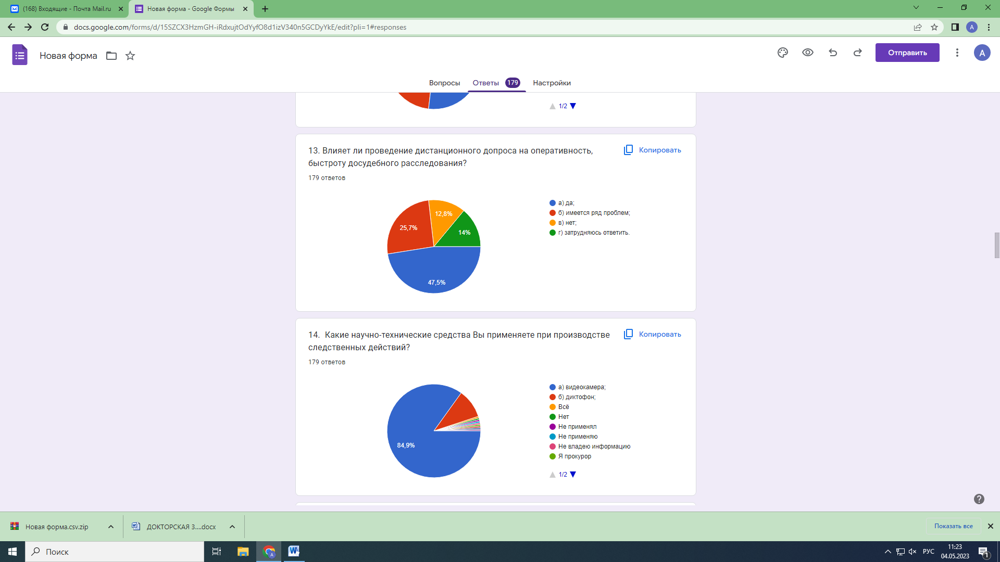 (168) Входящие - Почта Mail.ru
Новая форма - Google Формы
docs.google.com/forms/d/15SZCX3HzmGH-iRdxujtOdYyfO8d1izV340n5GCDyYkE/edit?pli=1#responses
A
Новая форма
Отправить
A
Вопросы
Ответы 179
Настройки
1/2
13. Влияет ли проведение дистанционного допроса на оперативность,
быстроту досудебного расследования?
Копировать
179 ответов
12,8%
25,7%
14%
47,5%
а) да;
б) имеется ряд проблем;
в) нет;
г) затрудняюсь ответить.
14. Какие научно-технические средства Вы применяете при производстве
следственных действий?
Копировать
179 ответов
84,9%
а) видеокамера;
б) диктофон;
Всё
Нет
Не применял
Не применяю
Не владею информацию
Я прокурор
1/2
Новая форма.csv.zip
ДОКТОРСКАЯ 3....docx
Показать все
Поиск
A
РУС
11:23
04.05.2023
1